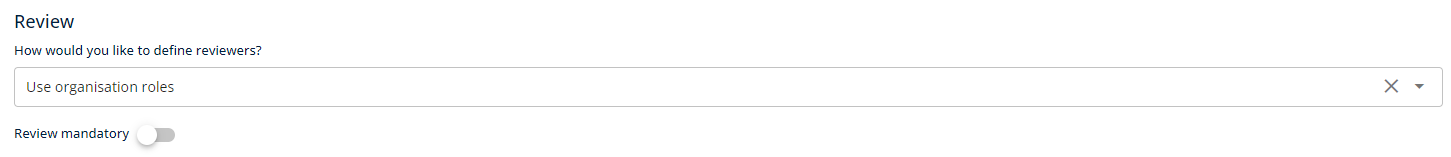 Review
How would you like to define reviewers?
Use organisation roles
Review mandatory